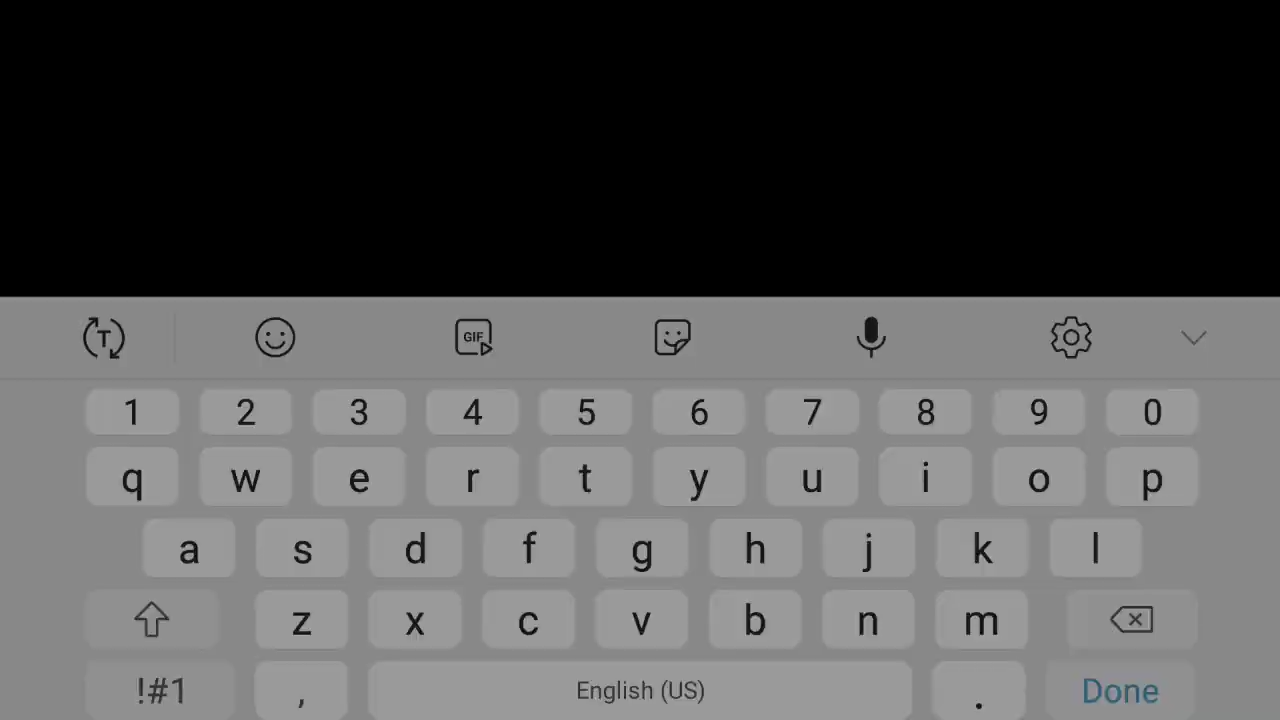 T GIF
1 2 3 4 5 6 7 8 9 0
q w e r t y u i o p
a s d f g h j k l
z x c v b n m
!#1 , English (US) . Done